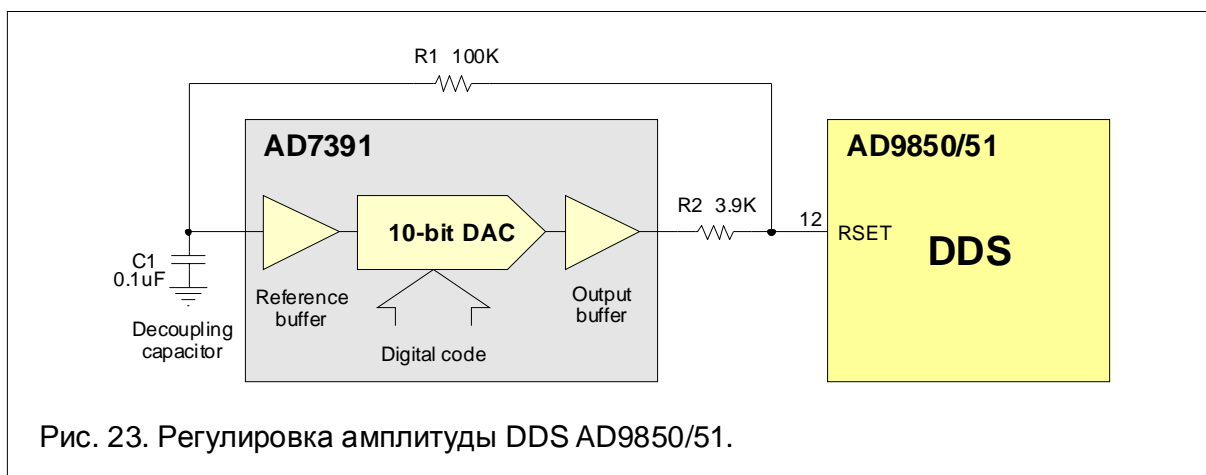 R1 100K
AD7391
AD9850/51
R2 3.9K
12
RSET
10-bit DAC
DDS
C1
0.1uF
Reference
buffer
Output
buffer
Decoupling
capacitor
Digital code
Рис. 23. Регулировка амплитуды DDS AD9850/51.